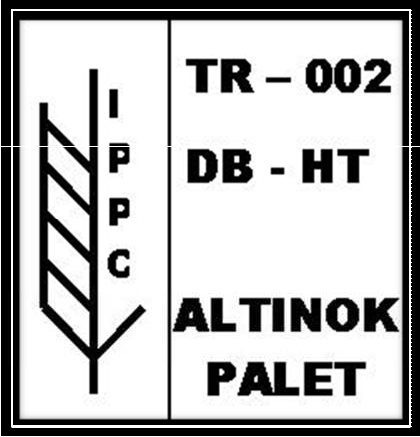 IPPC
TR – 002
DB - HT
ALTINOK
PALET